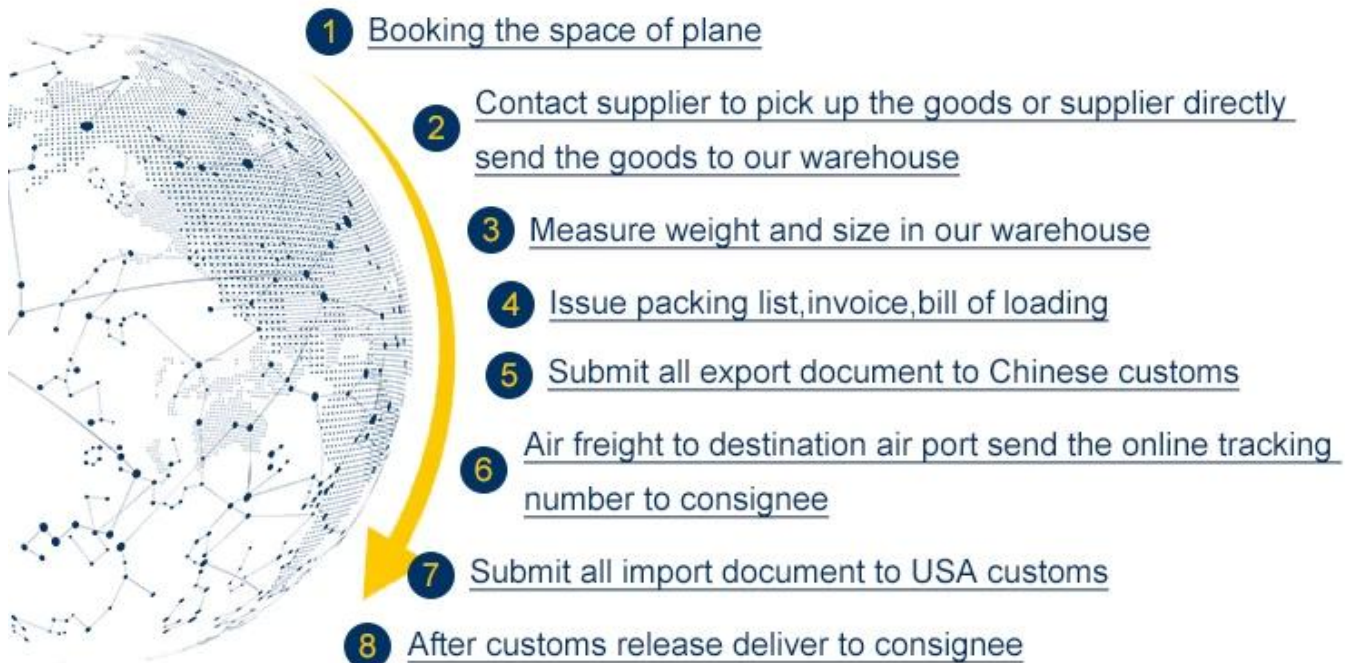 1 Booking the space of plane
2 Contact supplier to pick up the goods or supplier directly
send the goods to our warehouse
3 Measure weight and size in our warehouse
4 Issue packing list,invoice,bill of loading
5 Submit all export document to Chinese customs
6 Air freight to destination air port send the online tracking
number to consignee
7 Submit all import document to USA customs
8 After customs release deliver to consignee